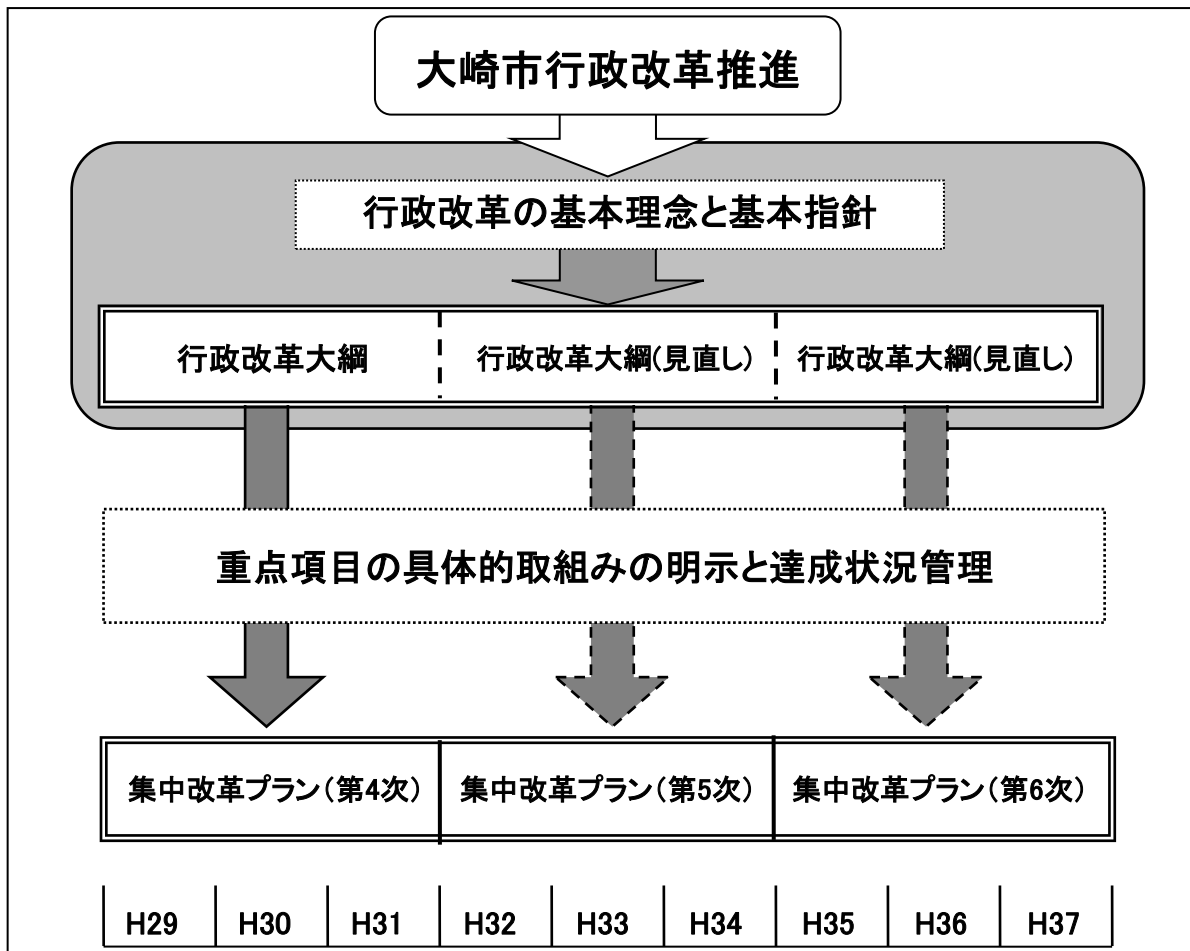 大崎市行政改革推進
行政改革の基本理念と基本指針
行政改革大綱
行政改革大綱(見直し)
行政改革大綱(見直し)
重点項目の具体的取組みの明示と達成状況管理
集中改革プラン(第4次)
集中改革プラン(第5次)
集中改革プラン(第6次)
H29 H30 H31 H32 H33 H34 H35 H36 H37